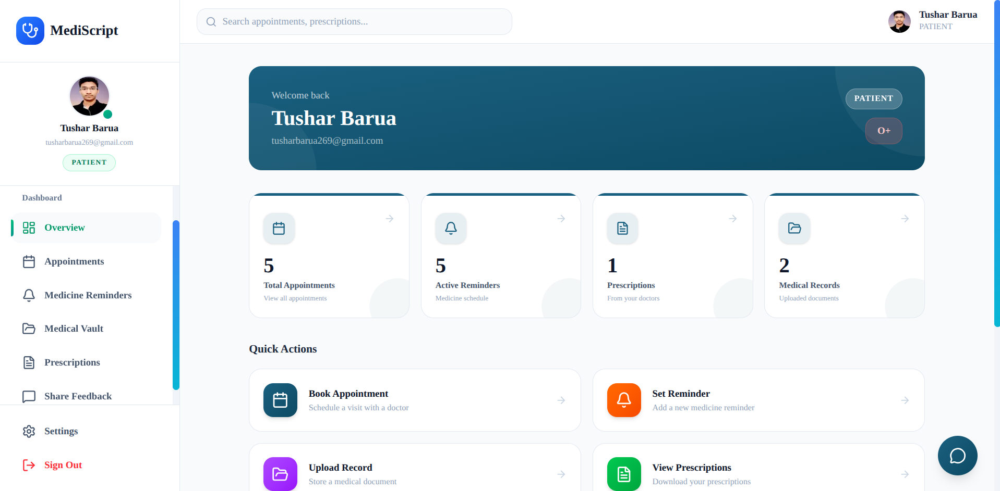 MediScript
Search appointments, prescriptions...
Tushar Barua
PATIENT
Tushar Barua
tusharbarua269@gmail.com
PATIENT
Dashboard
Overview
Appointments
Medicine Reminders
Medical Vault
Prescriptions
Share Feedback
Settings
Sign Out
Welcome back
Tushar Barua
tusharbarua269@gmail.com
PATIENT
O+
5
Total Appointments
View all appointments
5
Active Reminders
Medicine schedule
1
Prescriptions
From your doctors
2
Medical Records
Uploaded documents
Quick Actions
Book Appointment
Schedule a visit with a doctor
Set Reminder
Add a new medicine reminder
Upload Record
Store a medical document
View Prescriptions
Download your prescriptions